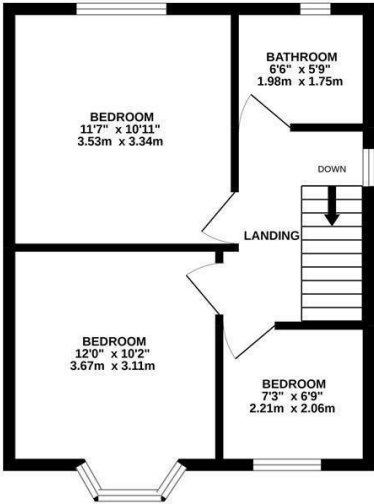 BATHROOM
6'6" x 5'9"
1.98m x 1.75m
BEDROOM
11'7" x 10'11"
3.53m x 3.34m
DOWN
LANDING
BEDROOM
12'0" x 10'2"
3.67m x 3.11m
BEDROOM
7'3" x 6'9"
2.21m x 2.06m